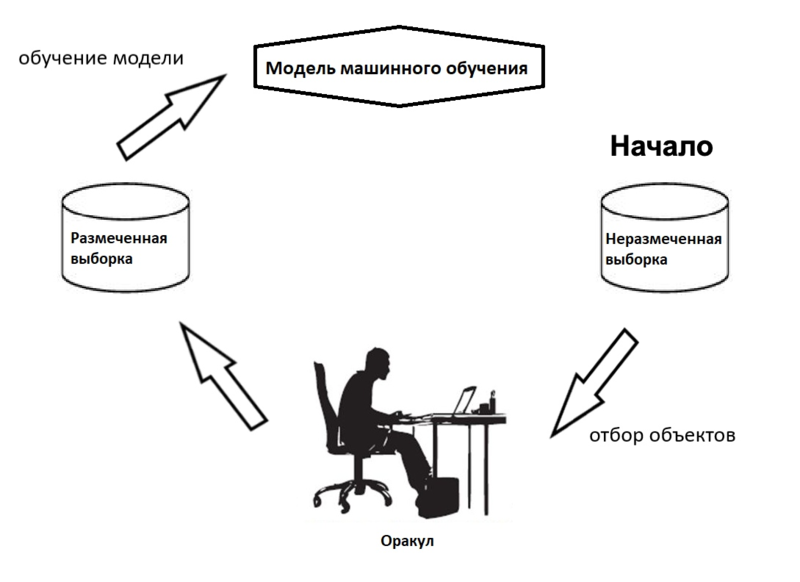 обучение модели
Модель машинного обучения
Начало
Размеченная
выборка
Неразмеченная
выборка
отбор объектов
Оракул